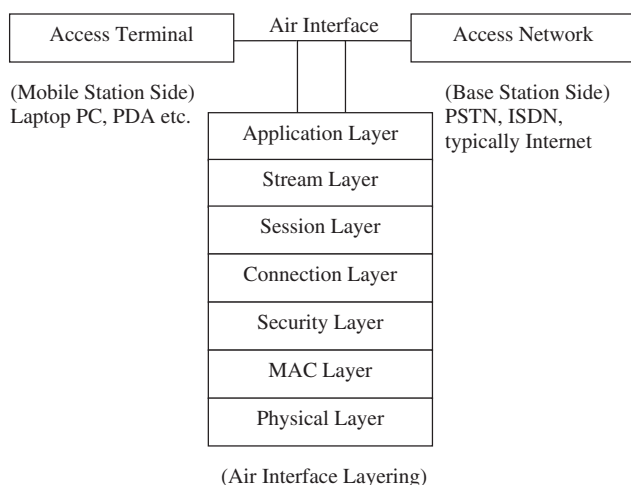 Access Terminal
Air Interface
Access Network
(Mobile Station Side)
Laptop PC, PDA etc.
(Base Station Side)
PSTN, ISDN,
typically Internet
Application Layer
Stream Layer
Session Layer
Connection Layer
Security Layer
MAC Layer
Physical Layer
(Air Interface Layering)